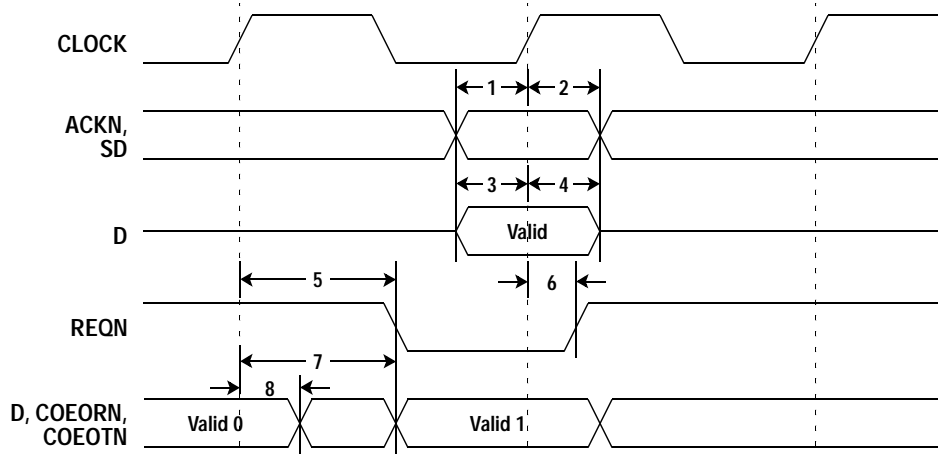 CLOCK
1 2
ACKN,
SD
3 4
D
Valid
5 6
REQN
7
8
D, COEORN,
COEOTN
Valid 0
Valid 1